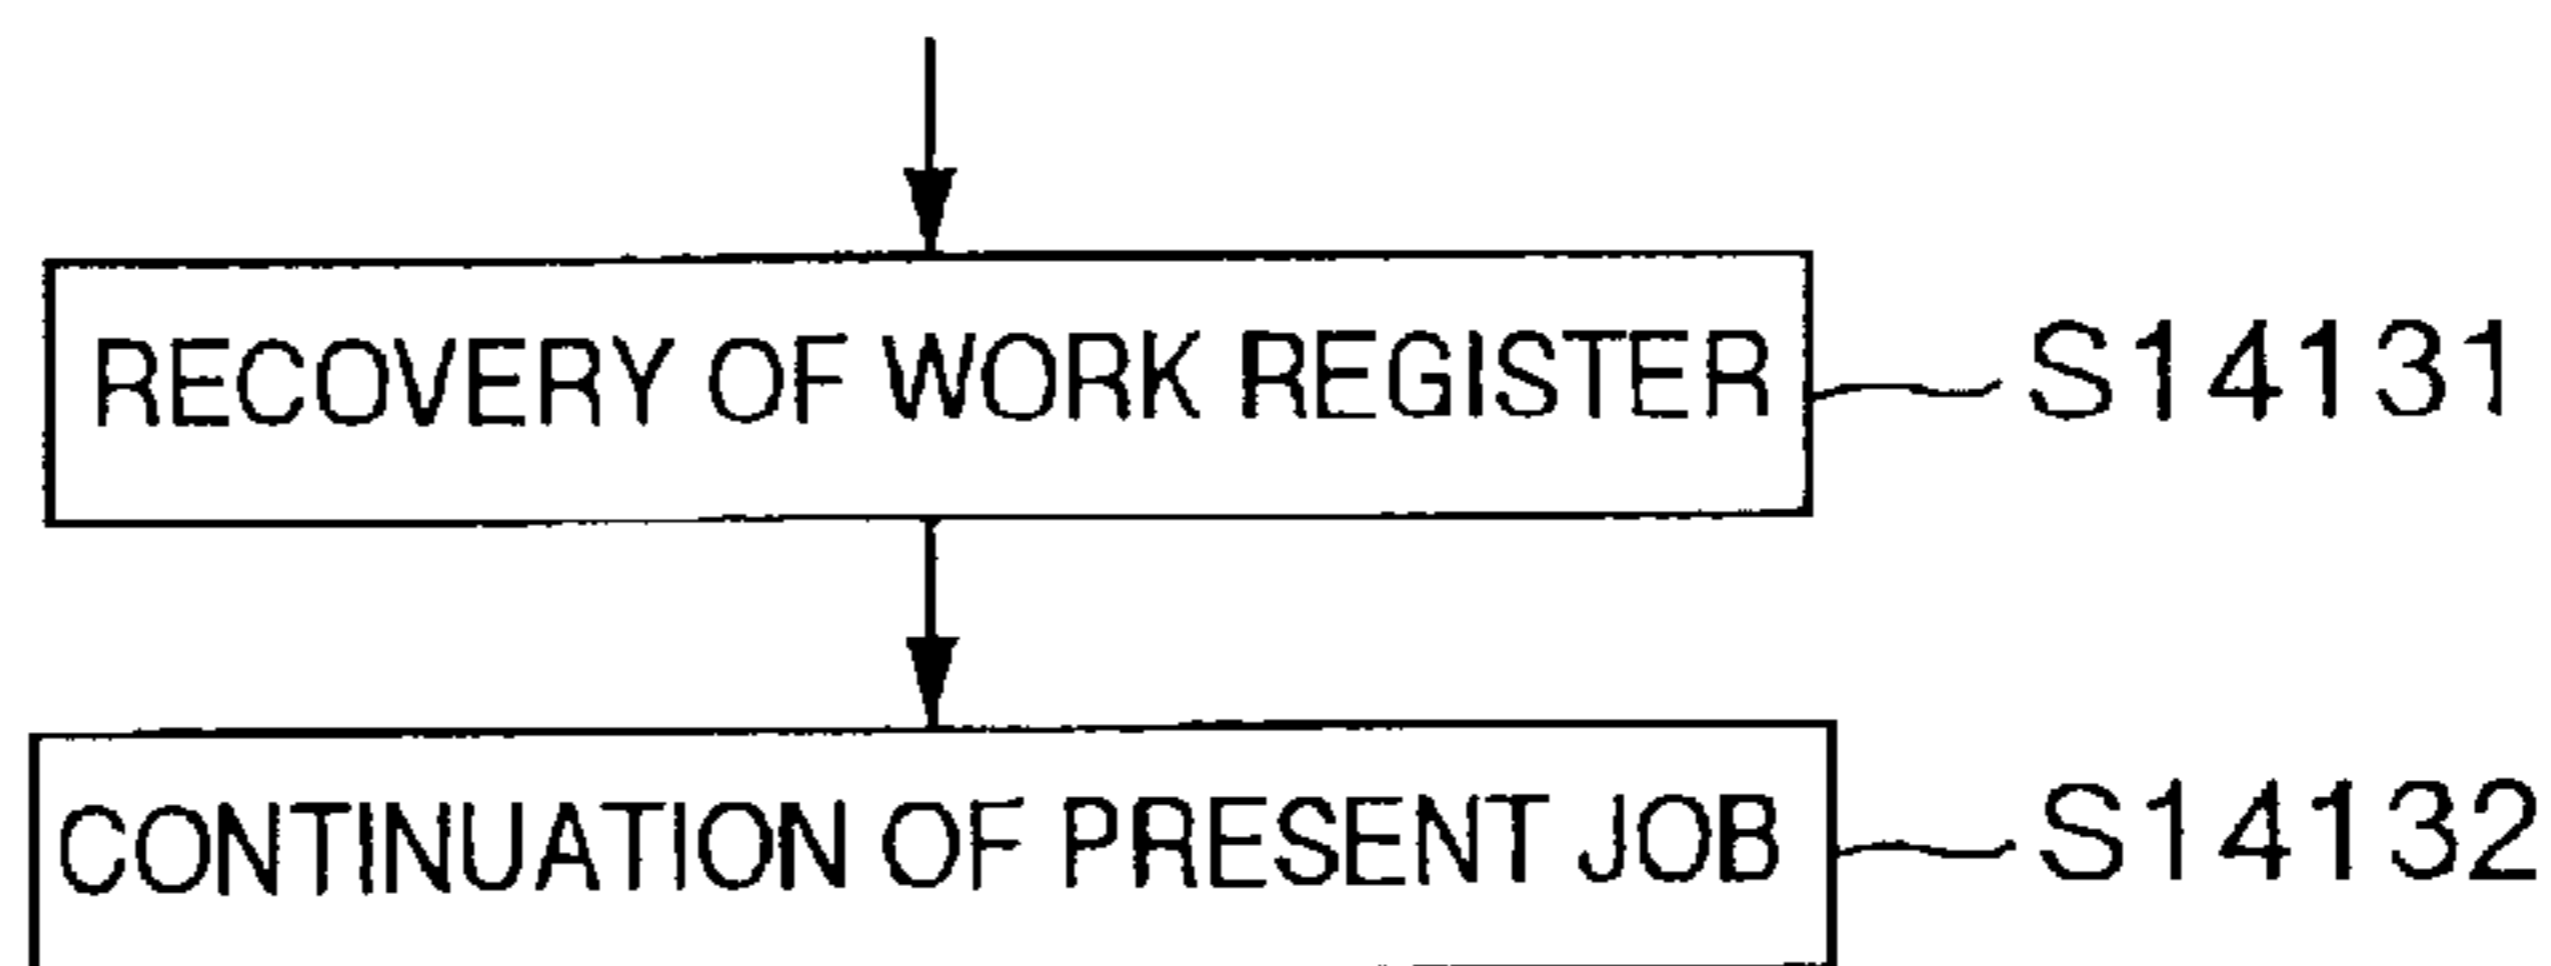 RECOVERY OF WORK REGISTER S14131
CONTINUATION OF PRESENT JOB S14132